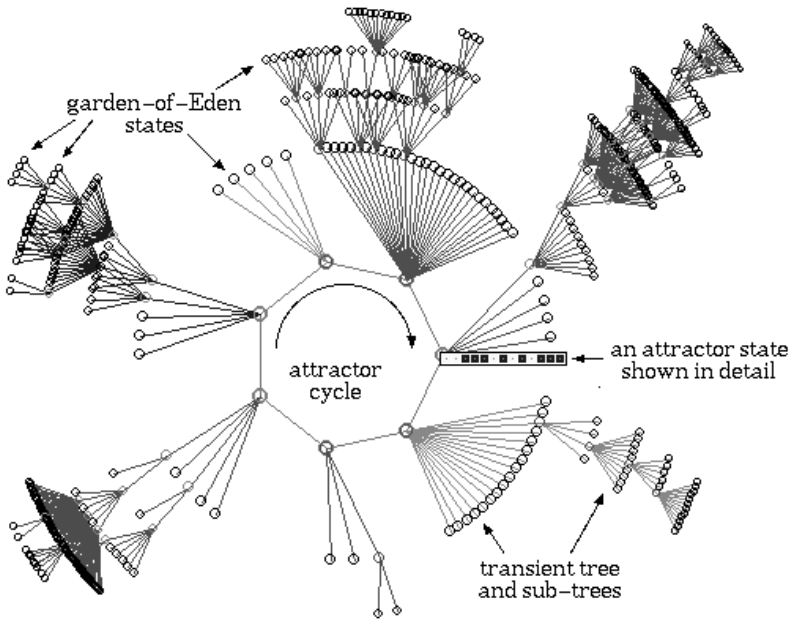 garden-of-Eden
states
attractor
cycle
an attractor state
shown in detail
transient tree
and sub-trees